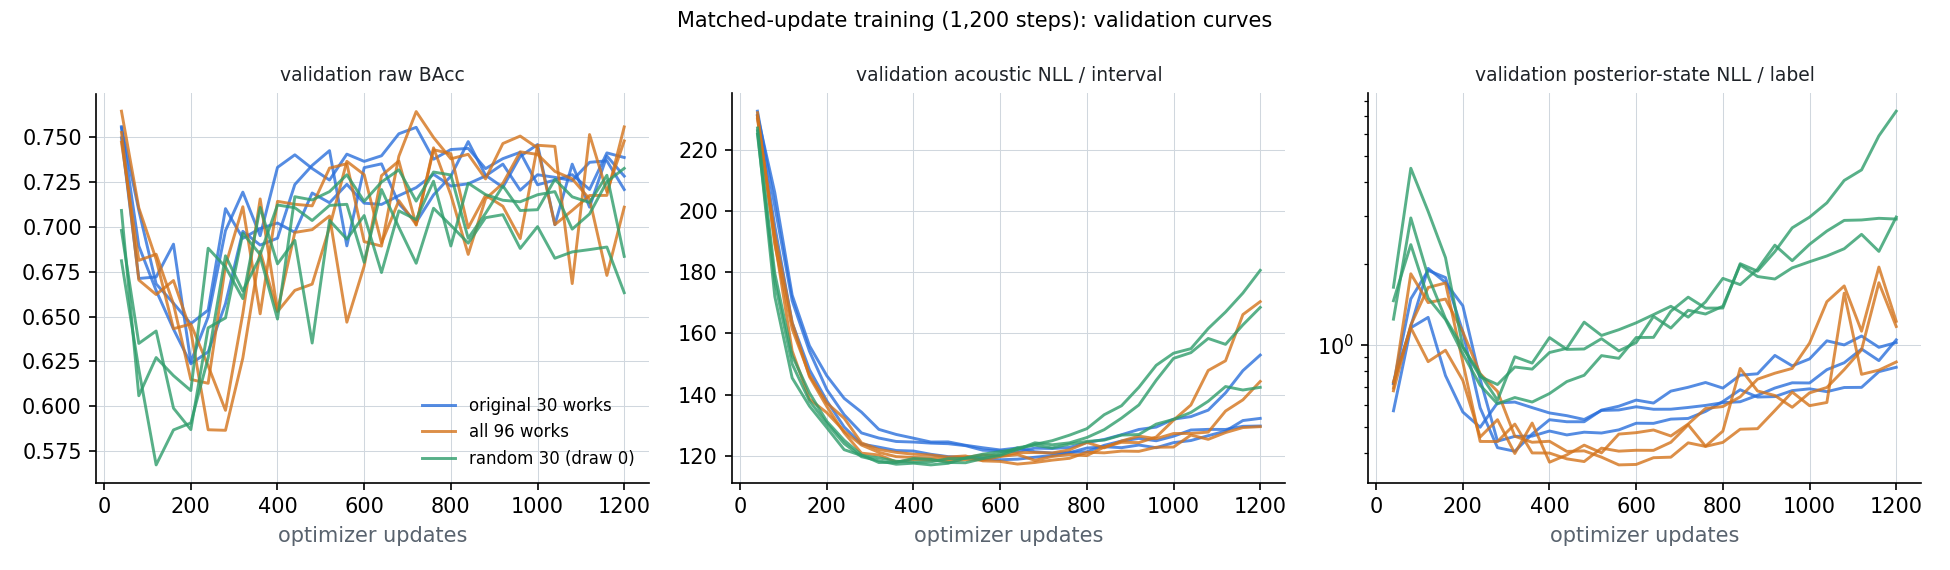 Matched-update training (1,200 steps): validation curves
validation raw BAcc
0.750
0.725
0.700
0.675
0.650
0.625
0.600
0.575
original 30 works
all 96 works
random 30 (draw 0)
0 200 400 600 800 1000 1200
optimizer updates
validation acoustic NLL / interval
220
200
180
160
140
120
0 200 400 600 800 1000 1200
optimizer updates
validation posterior-state NLL / label
10⁰
0 200 400 600 800 1000 1200
optimizer updates